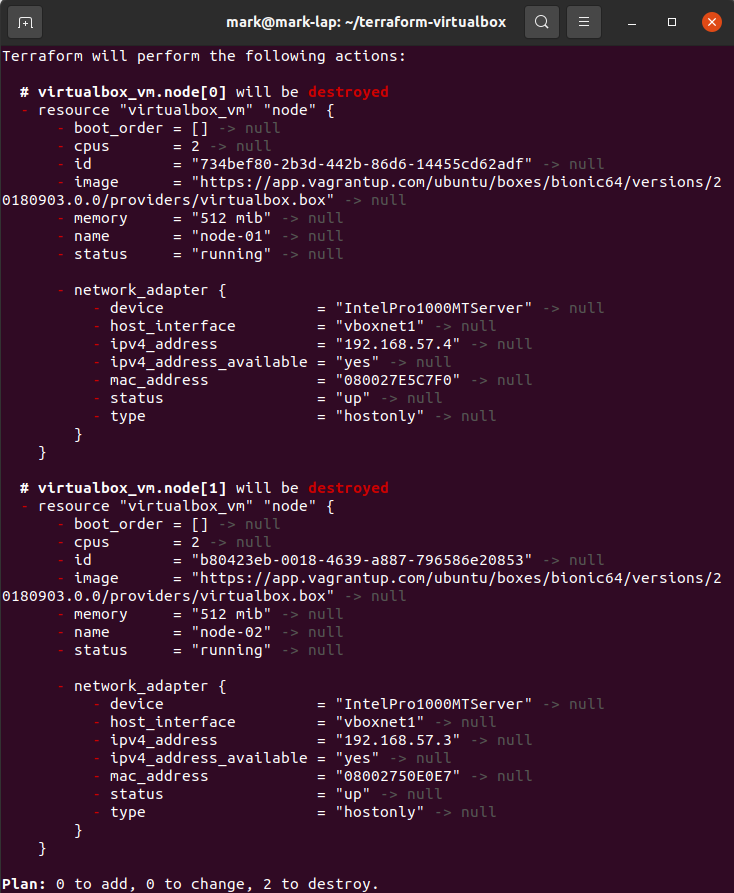 mark@mark-lap: ~/terraform-virtualbox
Terraform will perform the following actions:
# virtualbox_vm.node[0] will be destroyed
- resource "virtualbox_vm" "node" {
- boot_order = [] -> null
- cpus = 2 -> null
- id = "734bef80-2b3d-442b-86d6-14455cd62adf" -> null
- image = "https://app.vagrantup.com/ubuntu/boxes/bionic64/versions/2
0180903.0.0/providers/virtualbox.box" -> null
- memory = "512 mib" -> null
- name = "node-01" -> null
- status = "running" -> null
- network_adapter {
- device = "IntelPro1000MTServer" -> null
- host_interface = "vboxnet1" -> null
- ipv4_address = "192.168.57.4" -> null
- ipv4_address_available = "yes" -> null
- mac_address = "080027E5C7F0" -> null
- status = "up" -> null
- type = "hostonly" -> null
}
}
# virtualbox_vm.node[1] will be destroyed
- resource "virtualbox_vm" "node" {
- boot_order = [] -> null
- cpus = 2 -> null
- id = "b80423eb-0018-4639-a887-796586e20853" -> null
- image = "https://app.vagrantup.com/ubuntu/boxes/bionic64/versions/2
0180903.0.0/providers/virtualbox.box" -> null
- memory = "512 mib" -> null
- name = "node-02" -> null
- status = "running" -> null
- network_adapter {
- device = "IntelPro1000MTServer" -> null
- host_interface = "vboxnet1" -> null
- ipv4_address = "192.168.57.3" -> null
- ipv4_address_available = "yes" -> null
- mac_address = "08002750E0E7" -> null
- status = "up" -> null
- type = "hostonly" -> null
}
}
Plan: 0 to add, 0 to change, 2 to destroy.